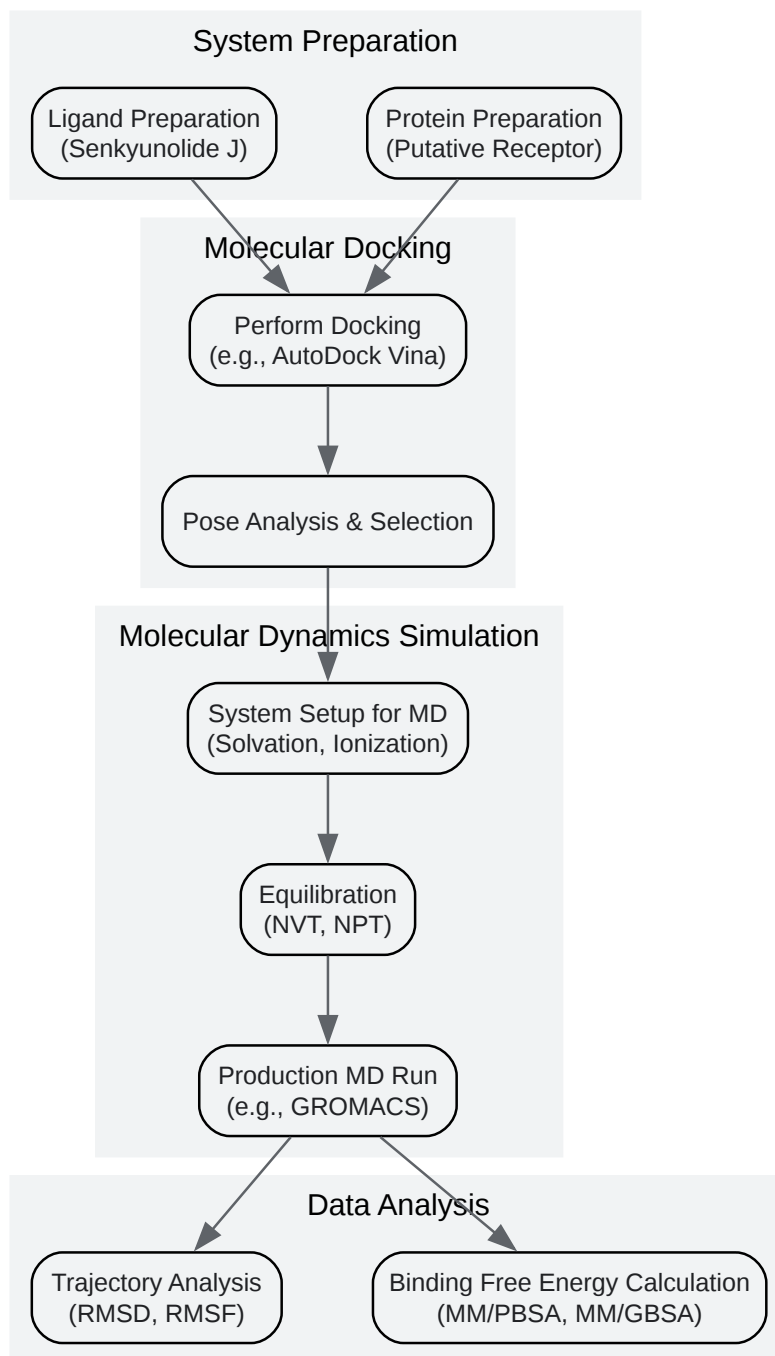 System Preparation
Ligand Preparation
(Senkyunolide J)
Protein Preparation
(Putative Receptor)
Molecular Docking
Perform Docking
(e.g., AutoDock Vina)
Pose Analysis & Selection
Molecular Dynamics Simulation
System Setup for MD
(Solvation, Ionization)
Equilibration
(NVT, NPT)
Production MD Run
(e.g., GROMACS)
Data Analysis
Trajectory Analysis
(RMSD, RMSF)
Binding Free Energy Calculation
(MM/PBSA, MM/GBSA)